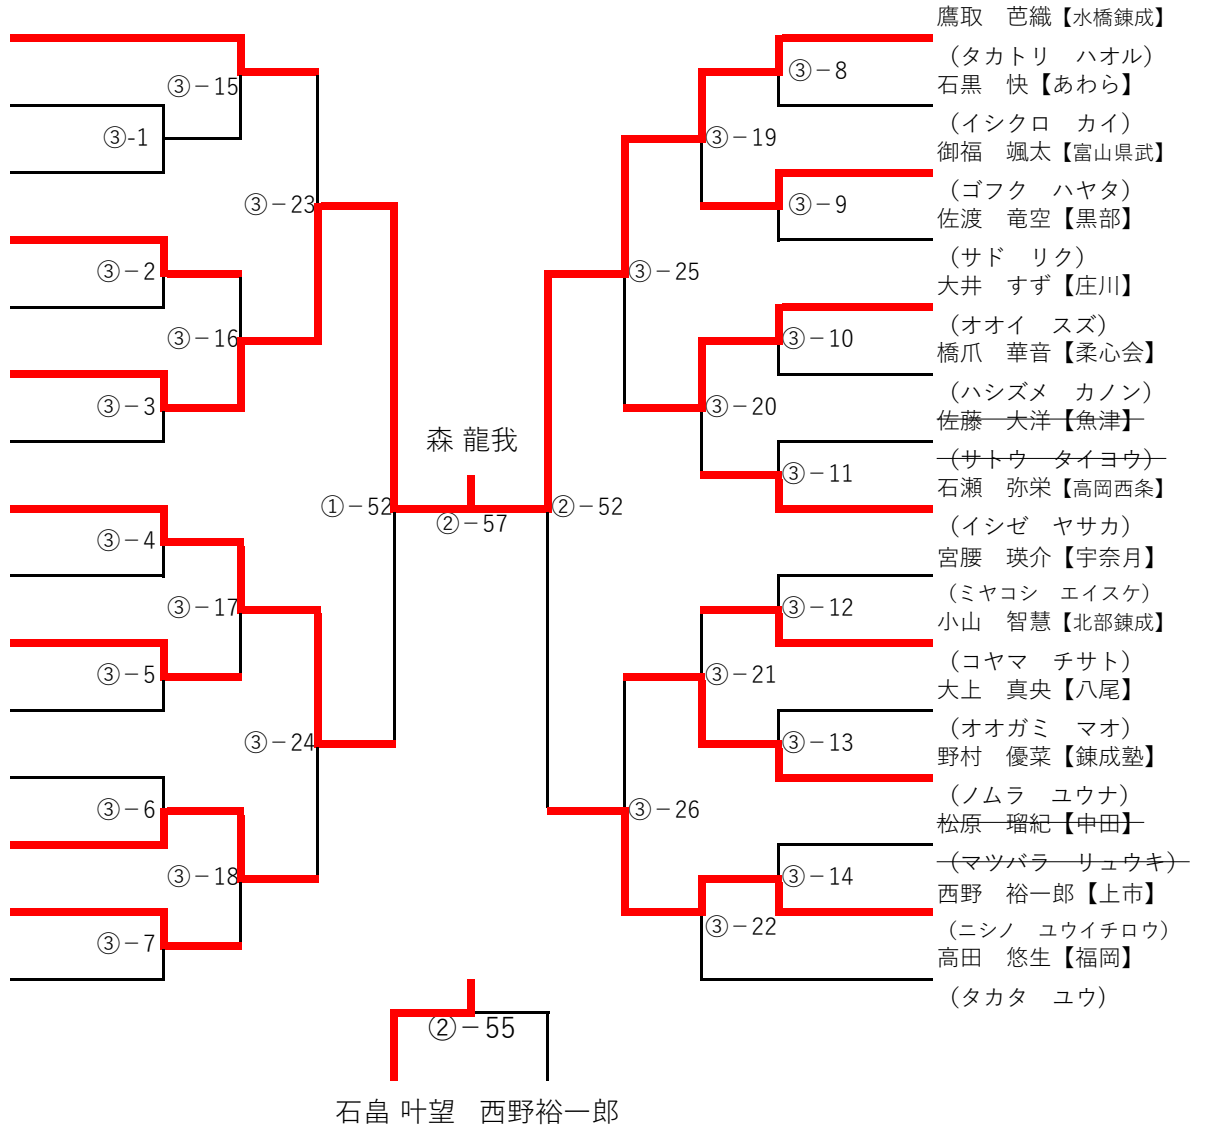 鷹取　芭織【水橋錬成】
③－8
（タカトリ　ハオル）
③－15
石黒　快【あわら】
③-1
③－19
（イシクロ　カイ）
御福　颯太【富山県武】
③－23
③－9
（ゴフク　ハヤタ）
佐渡　竜空【黒部】
（サド　リク）
③－2
③－25
大井　すず【庄川】
③－16
③－10
（オオイ　スズ）
橋爪　華音【柔心会】
③－3
③－20
（ハシズメ　カノン）
佐藤　大洋【魚津】
森 龍我
③－11
（サトウ　タイヨウ）
石瀬　弥栄【高岡西条】
①－52
②－57
②－52
（イシゼ　ヤサカ）
③－4
宮腰　瑛介【宇奈月】
③－17
③－12
（ミヤコシ　エイスケ）
小山　智慧【北部錬成】
③－5
③－21
（コヤマ　チサト）
大上　真央【八尾】
③－24
③－13
（オオガミ　マオ）
野村　優菜【錬成塾】
③－6
③－26
（ノムラ　ユウナ）
松原　瑠紀【中田】
③－18
③－14
（マツバラ　リュウキ）
西野　裕一郎【上市】
③－7
③－22
（ニシノ　ユウイチロウ）
高田　悠生【福岡】
（タカタ　ユウ）
②－55
石畠 叶望　西野裕一郎